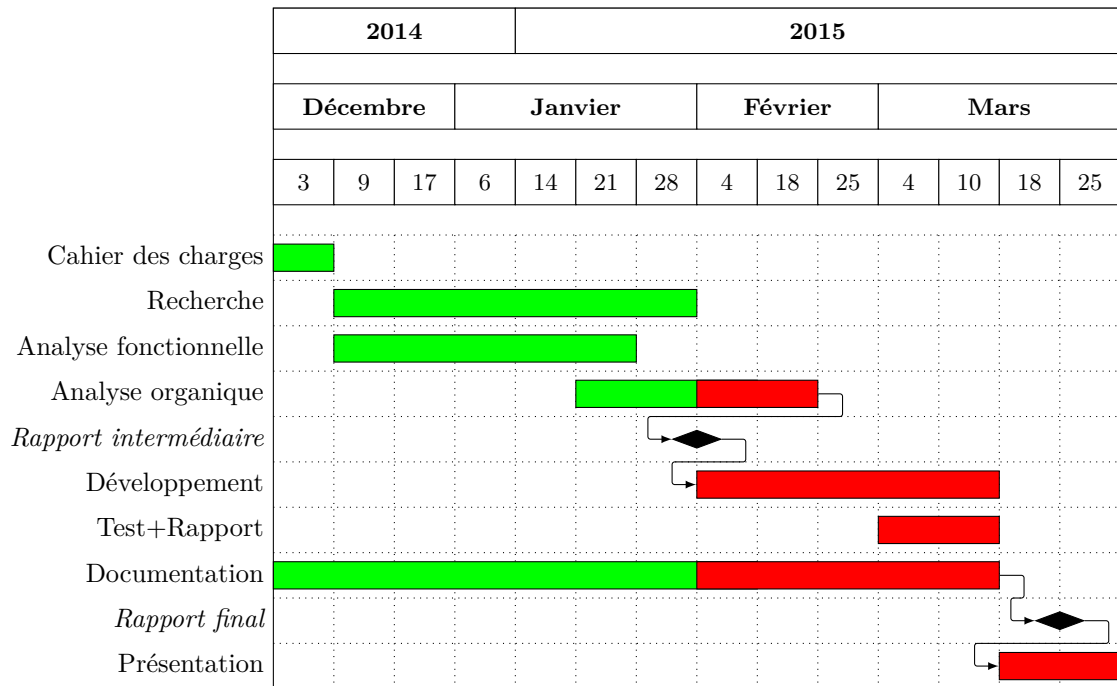 2014 2015
Décembre Janvier Février Mars
3 9 17 6 14 21 28 4 18 25 4 10 18 25
Cahier des charges
Recherche
Analyse fonctionnelle
Analyse organique
Rapport intermédiaire
Développement
Test+Rapport
Documentation
Rapport final
Présentation